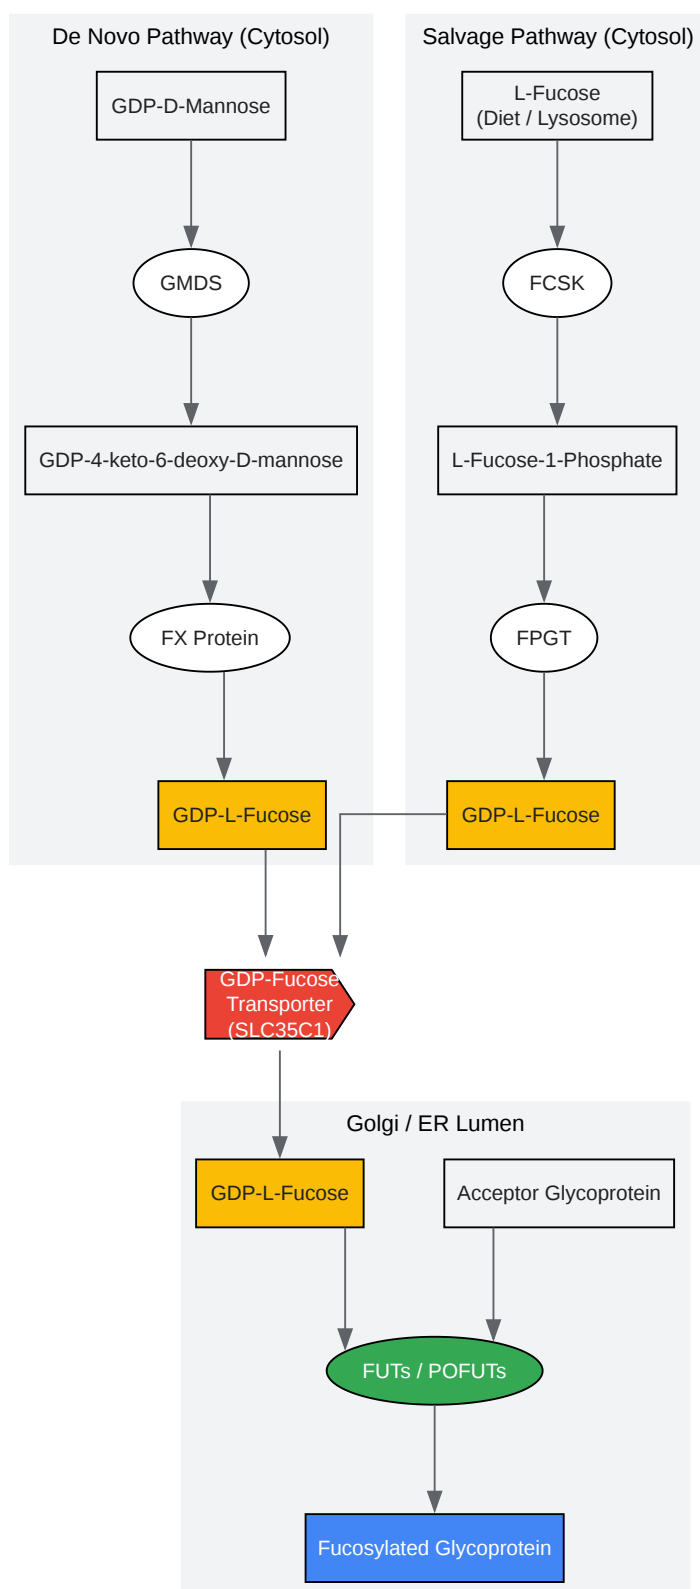 De Novo Pathway (Cytosol)
GDP-D-Mannose
GMDS
GDP-4-keto-6-deoxy-D-mannose
FX Protein
GDP-L-Fucose
Salvage Pathway (Cytosol)
L-Fucose
(Diet / Lysosome)
FCSK
L-Fucose-1-Phosphate
FPGT
GDP-L-Fucose
GDP-Fucose
Transporter
(SLC35C1)
Golgi / ER Lumen
GDP-L-Fucose
Acceptor Glycoprotein
FUTs / POFUTs
Fucosylated Glycoprotein